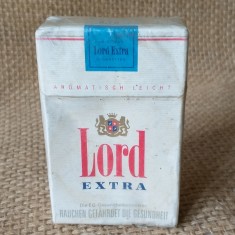 Lord Extra
AROMATISCH LEICHT
Lord
EXTRA
RAUCHEN GEFÄHRDET DIE GESUNDHEIT